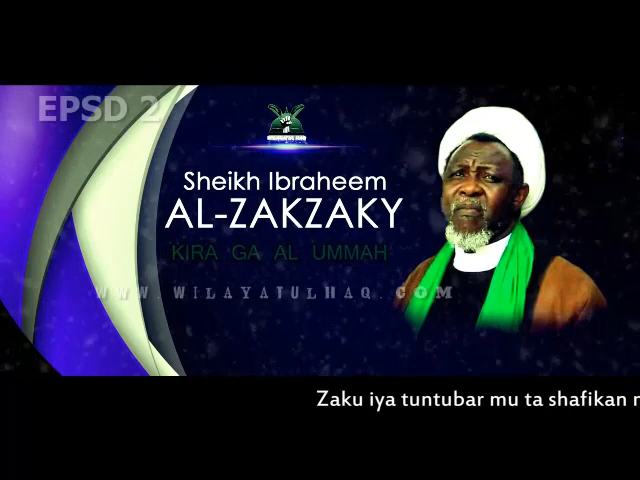 EPSD 2
Sheikh Ibraheem
AL-ZAKZAKY
KIRA GA AL UMMAH
WWW.WILAYATULHAQ.COM
Zaku iya tuntubar mu ta shafikan